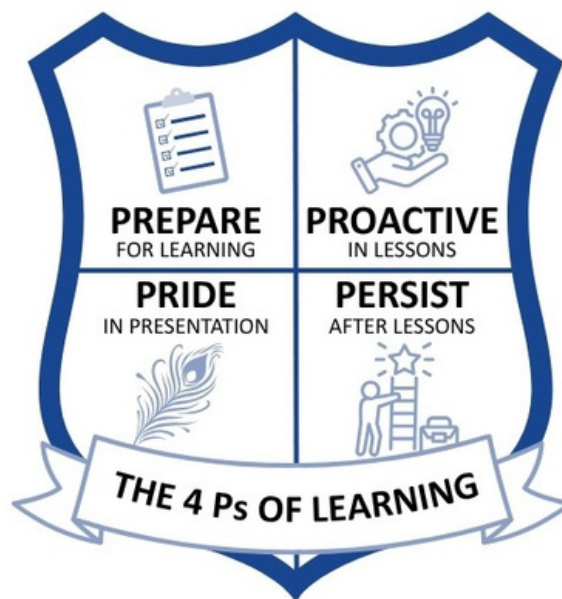 PREPARE
FOR LEARNING
PROACTIVE
IN LESSONS
PRIDE
IN PRESENTATION
PERSIST
AFTER LESSONS
THE 4 Ps OF LEARNING